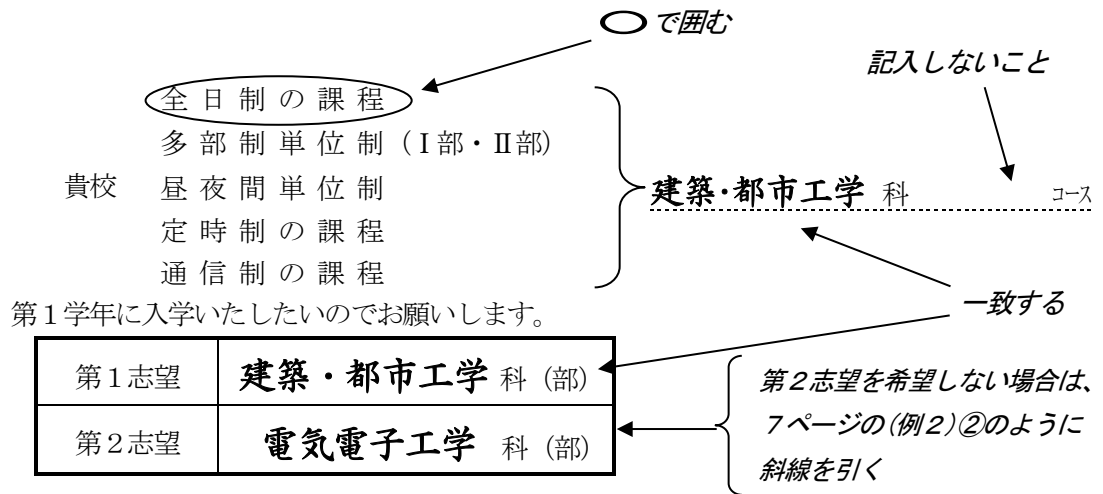 ◯で囲む
記入しないこと
全日制の課程
多部制単位制(Ⅰ部・Ⅱ部)
貴校 昼夜間単位制
建築・都市工学 科 コース
定時制の課程
通信制の課程
一致する
第1学年に入学いたしたいのでお願いします。
第1志望 建築・都市工学 科(部)
第2志望 電気電子工学 科(部)
第2志望を希望しない場合は、
7ページの(例2)②のように
斜線を引く